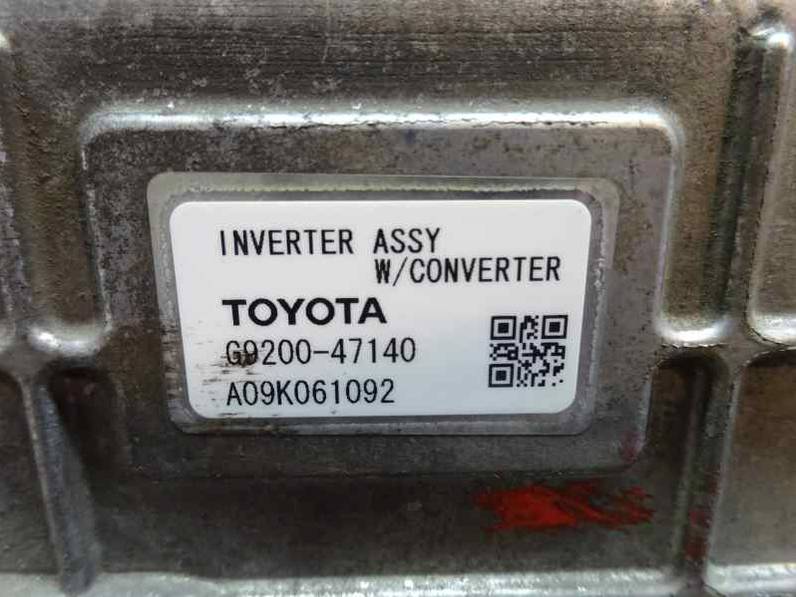 INVERTER ASSY
W/CONVERTER
TOYOTA
G9200-47140
A09K061092